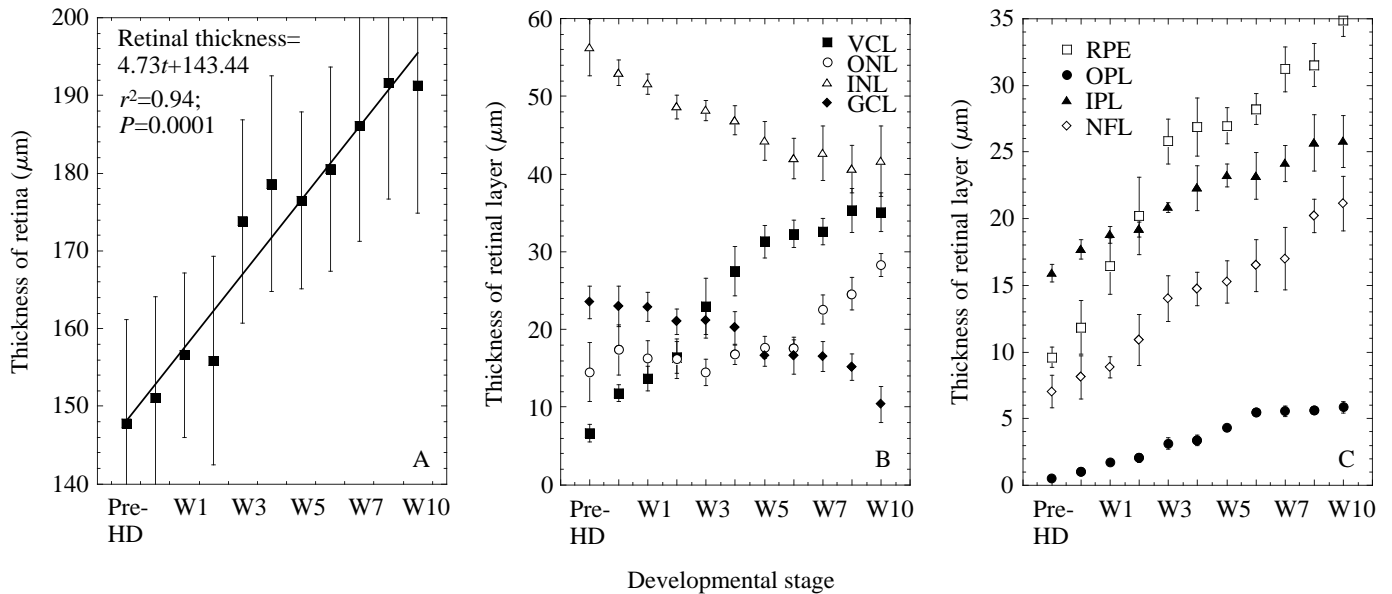 200
190
180
170
160
150
140
Thickness of retina (μm)
Retinal thickness=
4.73t+143.44
r²=0.94;
P=0.0001
A
Pre-
HD
W1
W3
W5
W7
W10
60
50
40
30
20
10
0
Thickness of retinal layer (μm)
VCL
ONL
INL
GCL
B
Pre-
HD
W1
W3
W5
W7
W10
35
30
25
20
15
10
5
0
Thickness of retinal layer (μm)
RPE
OPL
IPL
NFL
C
Pre-
HD
W1
W3
W5
W7
W10
Developmental stage